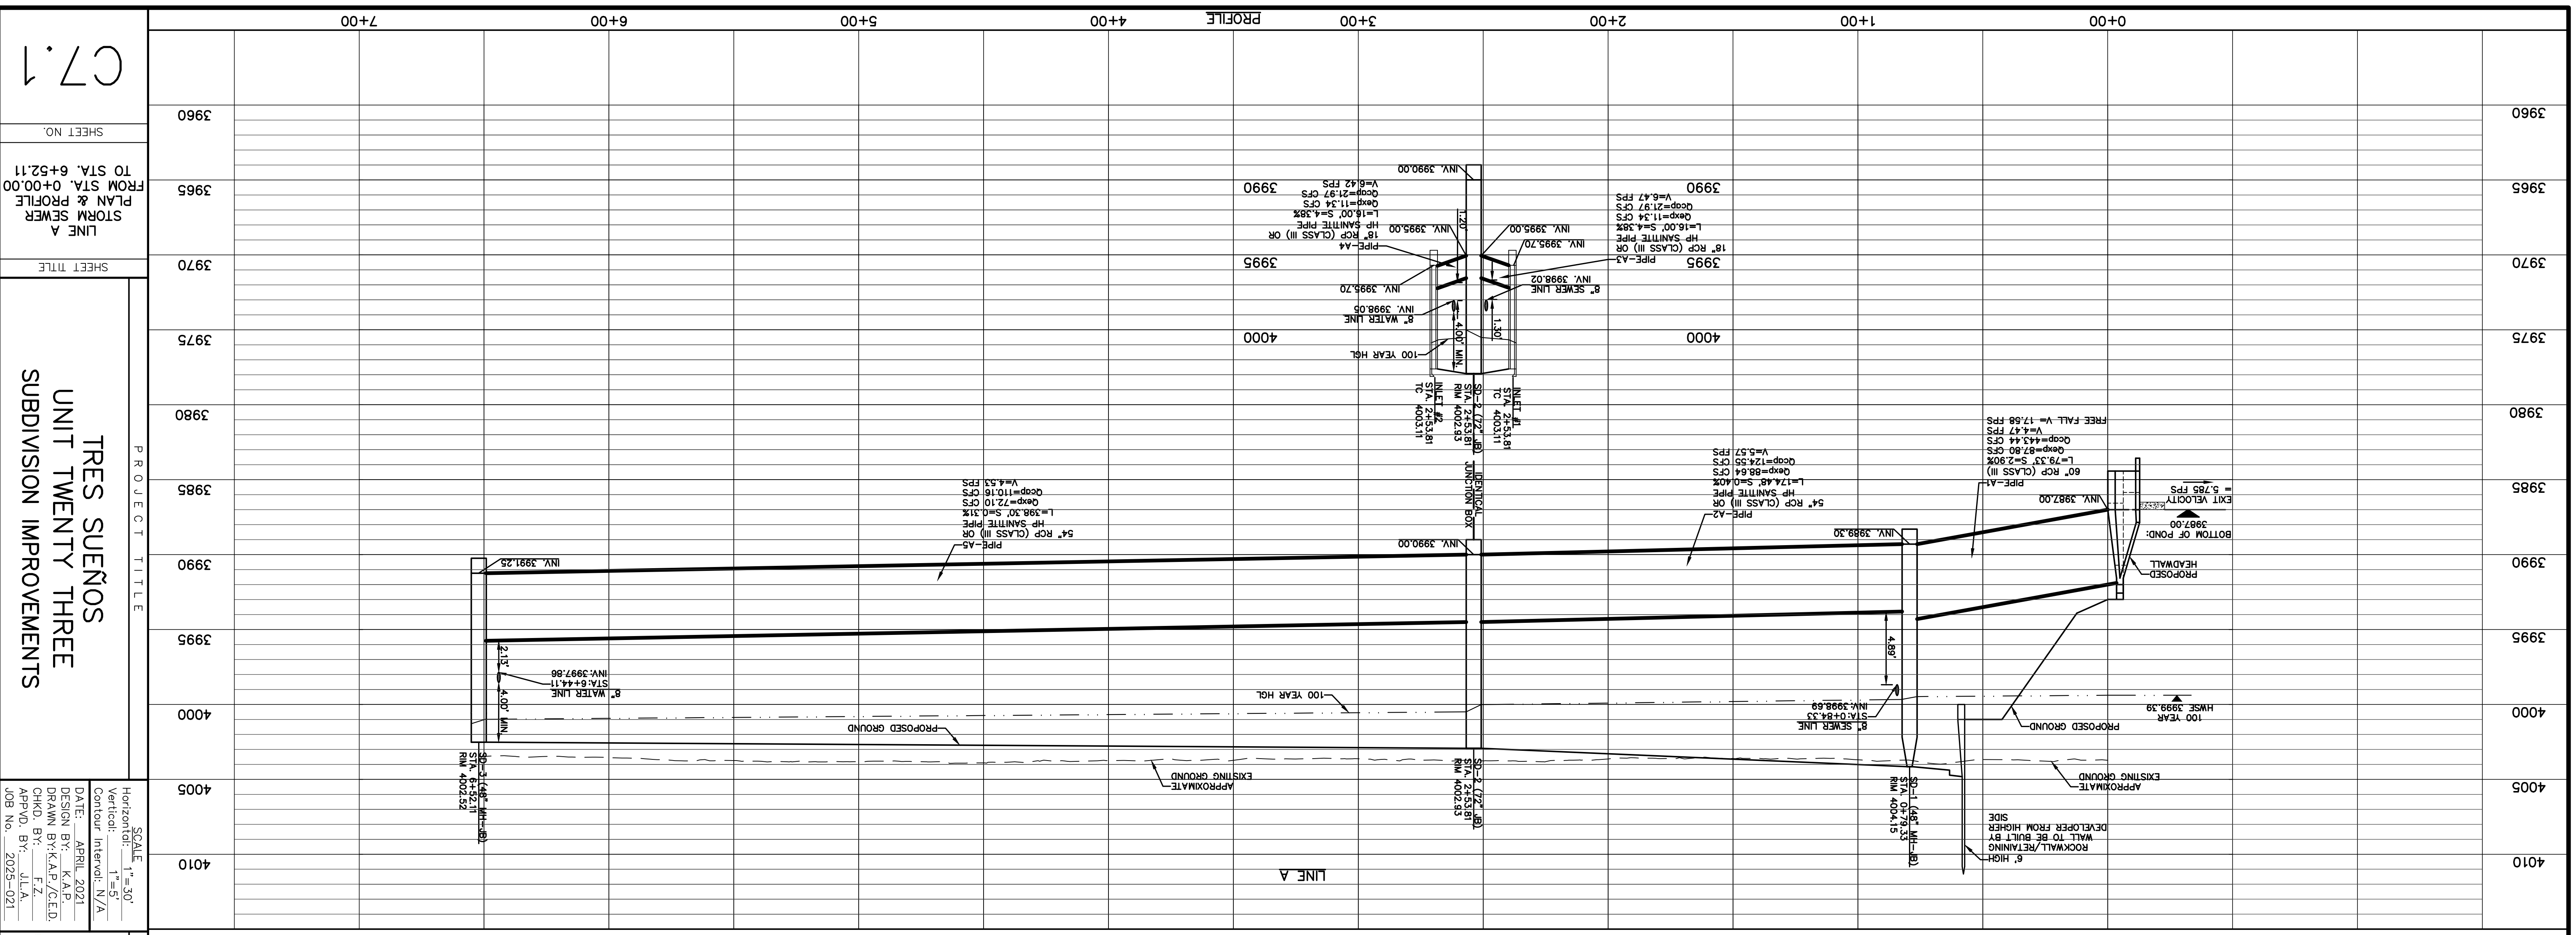 LINE A
6' HIGH
ROCKWALL/RETAINING
WALL TO BE BUILT BY
DEVELOPER FROM HIGHER
SIDE
SD-1 (48" MH-JB)
STA. 0+79.33
RIM 4004.15
SD-2 (72" JB)
STA. 2+53.81
RIM 4002.93
SD-3 (48" MH-JB)
STA. 6+52.11
RIM 4002.52
4010
4010
4005
4005
4000
4000
3995
3995
3990
3990
3985
3985
3980
3980
3975
3975
3970
3970
3965
3965
3960
3960
APPROXIMATE
EXISTING GROUND
APPROXIMATE
EXISTING GROUND
PROPOSED GROUND
PROPOSED GROUND
100 YEAR
HWSE 3999.39
100 YEAR HGL
8" SEWER LINE
STA:0+84.33
INV:3998.69
4.89'
8" WATER LINE
STA:6+44.11
INV:3997.86
4.00' MIN.
2.13'
PROPOSED
HEADWALL
BOTTOM OF POND:
3987.00
EXIT VELOCITY
= 5.785 FPS
INV. 3987.00
INV. 3989.30
INV. 3990.00
INV. 3991.25
PIPE-A1
60" RCP (CLASS III)
L=79.33' S=2.90%
Qexp=87.80 CFS
Qcap=443.44 CFS
V=4.47 FPS
FREE FALL V= 17.58 FPS
PIPE-A2
54" RCP (CLASS III) OR
HP SANITITE PIPE
L=174.48' S=0.40%
Qexp=88.64 CFS
Qcap=124.55 CFS
V=5.57 FPS
PIPE-A5
54" RCP (CLASS III) OR
HP SANITITE PIPE
L=398.30' S=0.31%
Qexp=72.10 CFS
Qcap=110.16 CFS
V=4.53 FPS
IDENTICAL
JUNCTION BOX
INLET #1
STA. 2+53.81
TC 4003.11
SD-2 (72" JB)
STA. 2+53.81
RIM 4002.93
INLET #2
STA. 2+53.81
TC 4003.11
100 YEAR HGL
4000
4000
4.00' MIN.
1.30'
8" WATER LINE
INV. 3998.05
8" SEWER LINE
INV. 3998.02
INV. 3995.70
INV. 3995.70
3995
3995
INV. 3995.00
INV. 3995.00
1.20'
PIPE-A3
18" RCP (CLASS III) OR
HP SANITITE PIPE
L=16.00' S=4.38%
Qexp=11.34 CFS
Qcap=21.97 CFS
V=6.47 FPS
PIPE-A4
18" RCP (CLASS III) OR
HP SANITITE PIPE
L=16.00' S=4.38%
Qexp=11.34 CFS
Qcap=21.97 CFS
V=6.42 FPS
3990
3990
INV. 3990.00
0+00
1+00
2+00
3+00
PROFILE
4+00
5+00
6+00
7+00
SCALE
Horizontal: 1"=30'
Vertical: 1"=5'
Contour Interval: N/A
DATE: APRIL 2021
DESIGN BY: K.A.P.
DRAWN BY:K.A.P./C.E.D.
CHKD. BY: F.Z.
APPVD. BY: J.L.A.
JOB No. 2025-021
PROJECT TITLE
TRES SUEÑOS
UNIT TWENTY THREE
SUBDIVISION IMPROVEMENTS
SHEET TITLE
LINE A
STORM SEWER
PLAN & PROFILE
FROM STA. 0+00.00
TO STA. 6+52.11
SHEET NO.
C7.1